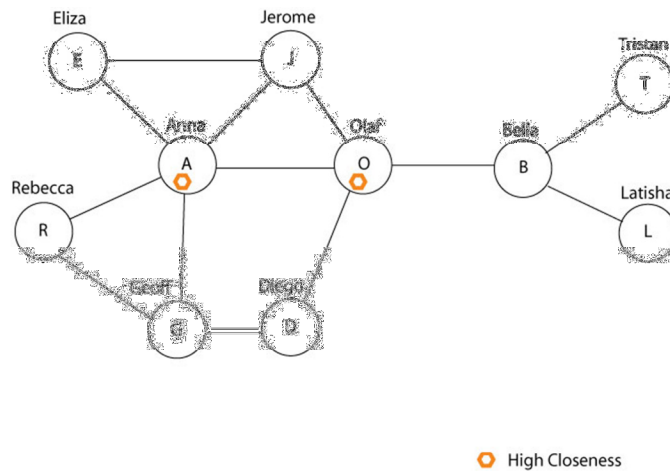 Eliza
Jerome
Tristan
E
J
T
Anna
Olaf
Bella
A
O
B
Rebecca
Latisha
R
L
Geoff
Diego
G
D
High Closeness